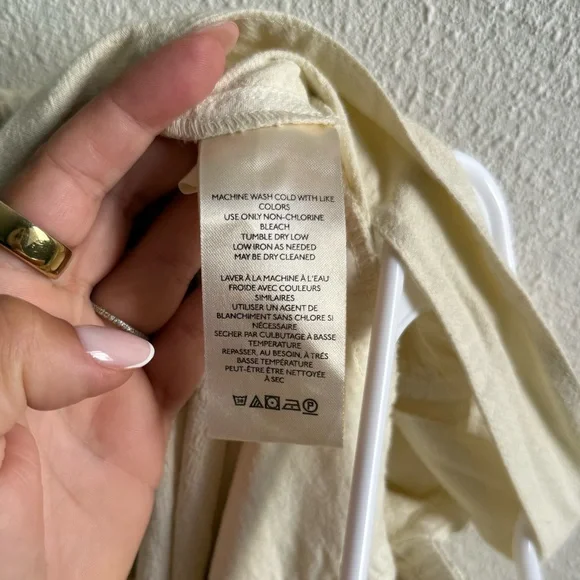 MACHINE WASH COLD WITH LIKE
COLORS
USE ONLY NON-CHLORINE
BLEACH
TUMBLE DRY LOW
LOW IRON AS NEEDED
MAY BE DRY CLEANED
LAVER À LA MACHINE À L'EAU
FROIDE AVEC COULEURS
SIMILAIRES
UTILISER UN AGENT DE
BLANCHIMENT SANS CHLORE SI
NÉCESSAIRE
SECHER PAR CULBUTAGE À BASSE
TEMPERATURE
REPASSER, AU BESOIN, À TRÉS
BASSE TEMPÉRATURE
PEUT-ÊTRE ÊTRE NETTOYÉE
À SEC
30 P